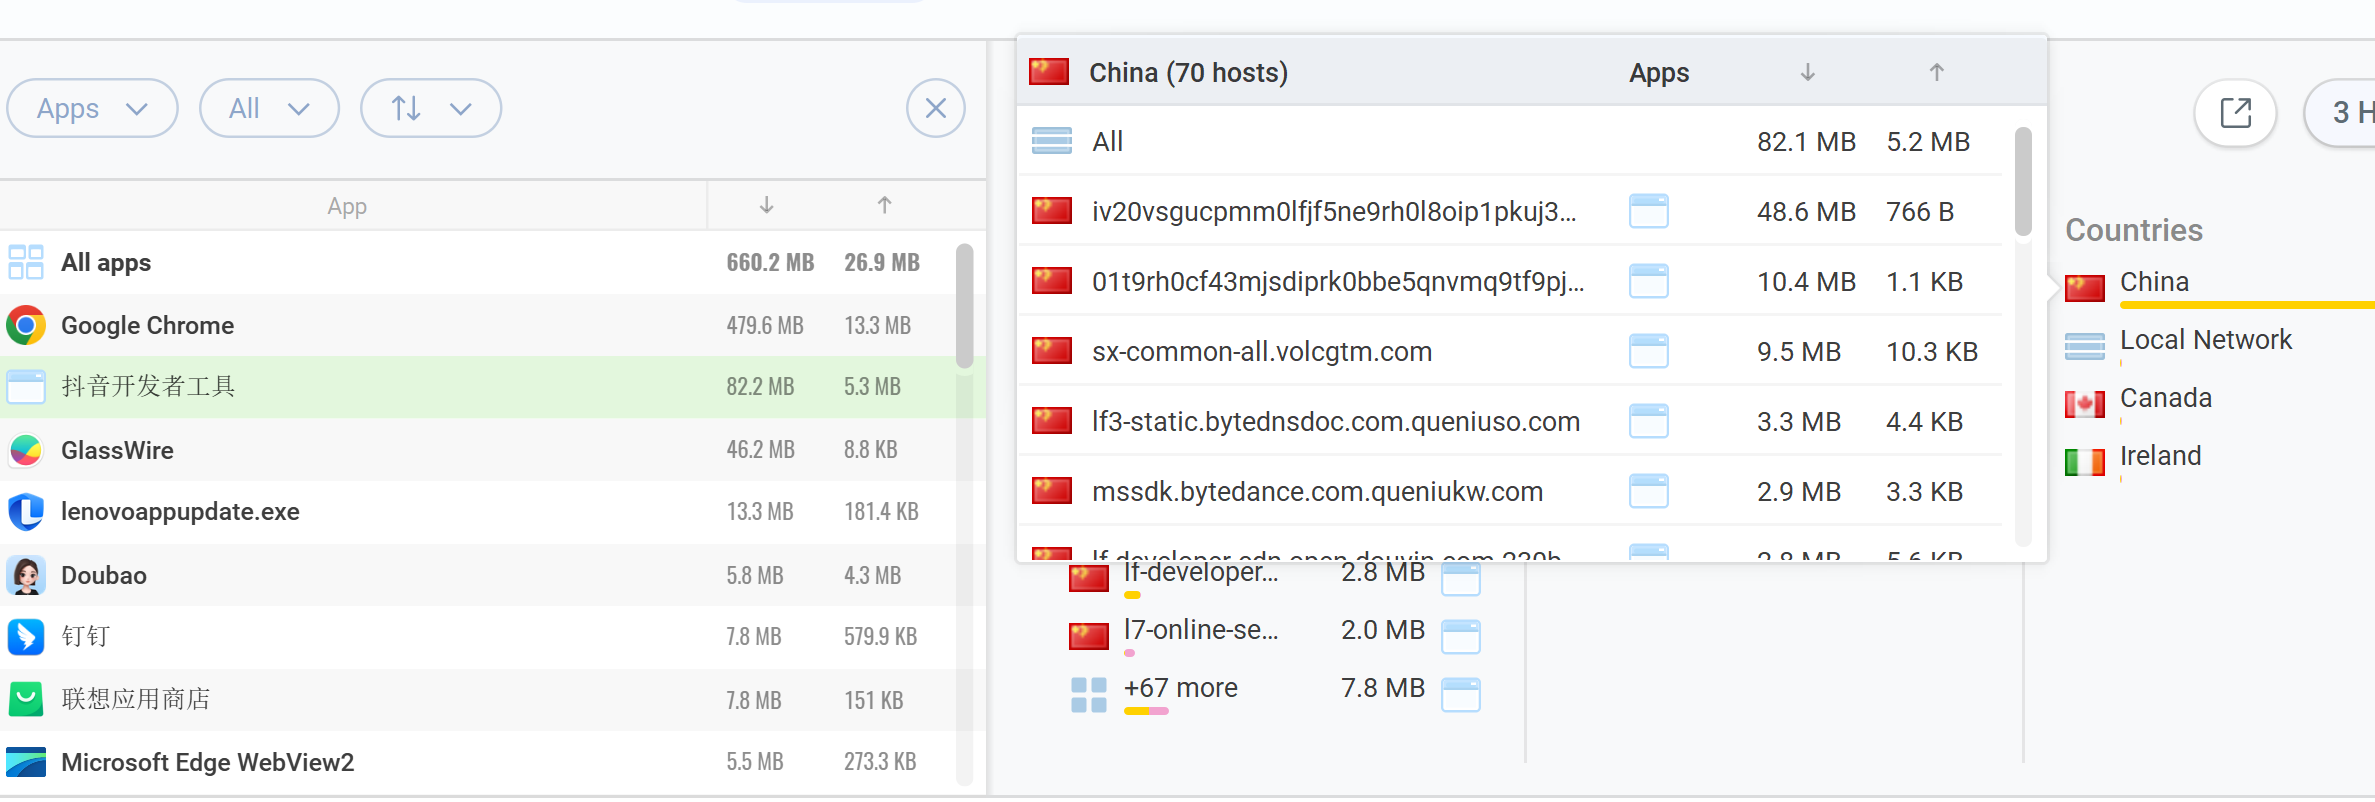 Apps All
App
All apps 660.2 MB 26.9 MB
Google Chrome 479.6 MB 13.3 MB
抖音开发者工具 82.2 MB 5.3 MB
GlassWire 46.2 MB 8.8 KB
lenovoappupdate.exe 13.3 MB 181.4 KB
Doubao 5.8 MB 4.3 MB
钉钉 7.8 MB 579.9 KB
联想应用商店 7.8 MB 151 KB
Microsoft Edge WebView2 5.5 MB 273.3 KB
China (70 hosts) Apps
All 82.1 MB 5.2 MB
iv20vsgucpmm0lfjf5ne9rh0l8oip1pkuj3... 48.6 MB 766 B
01t9rh0cf43mjsdiprk0bbe5qnvmq9tf9pj... 10.4 MB 1.1 KB
sx-common-all.volcgtm.com 9.5 MB 10.3 KB
lf3-static.bytednsdoc.com.queniuso.com 3.3 MB 4.4 KB
mssdk.bytedance.com.queniukw.com 2.9 MB 3.3 KB
lf-developer... 2.8 MB
l7-online-se... 2.0 MB
+67 more 7.8 MB
3 H
Countries
China
Local Network
Canada
Ireland